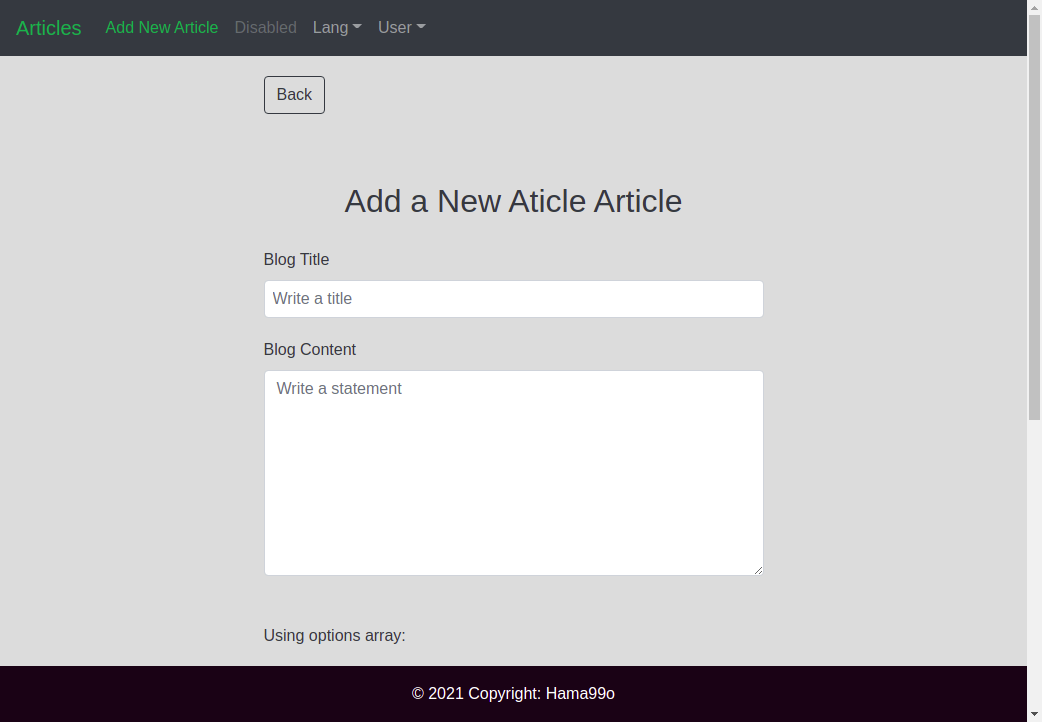 Articles Add New Article Disabled Lang User
Back
Add a New Aticle Article
Blog Title
Write a title
Blog Content
Write a statement
Using options array:
© 2021 Copyright: Hama99o